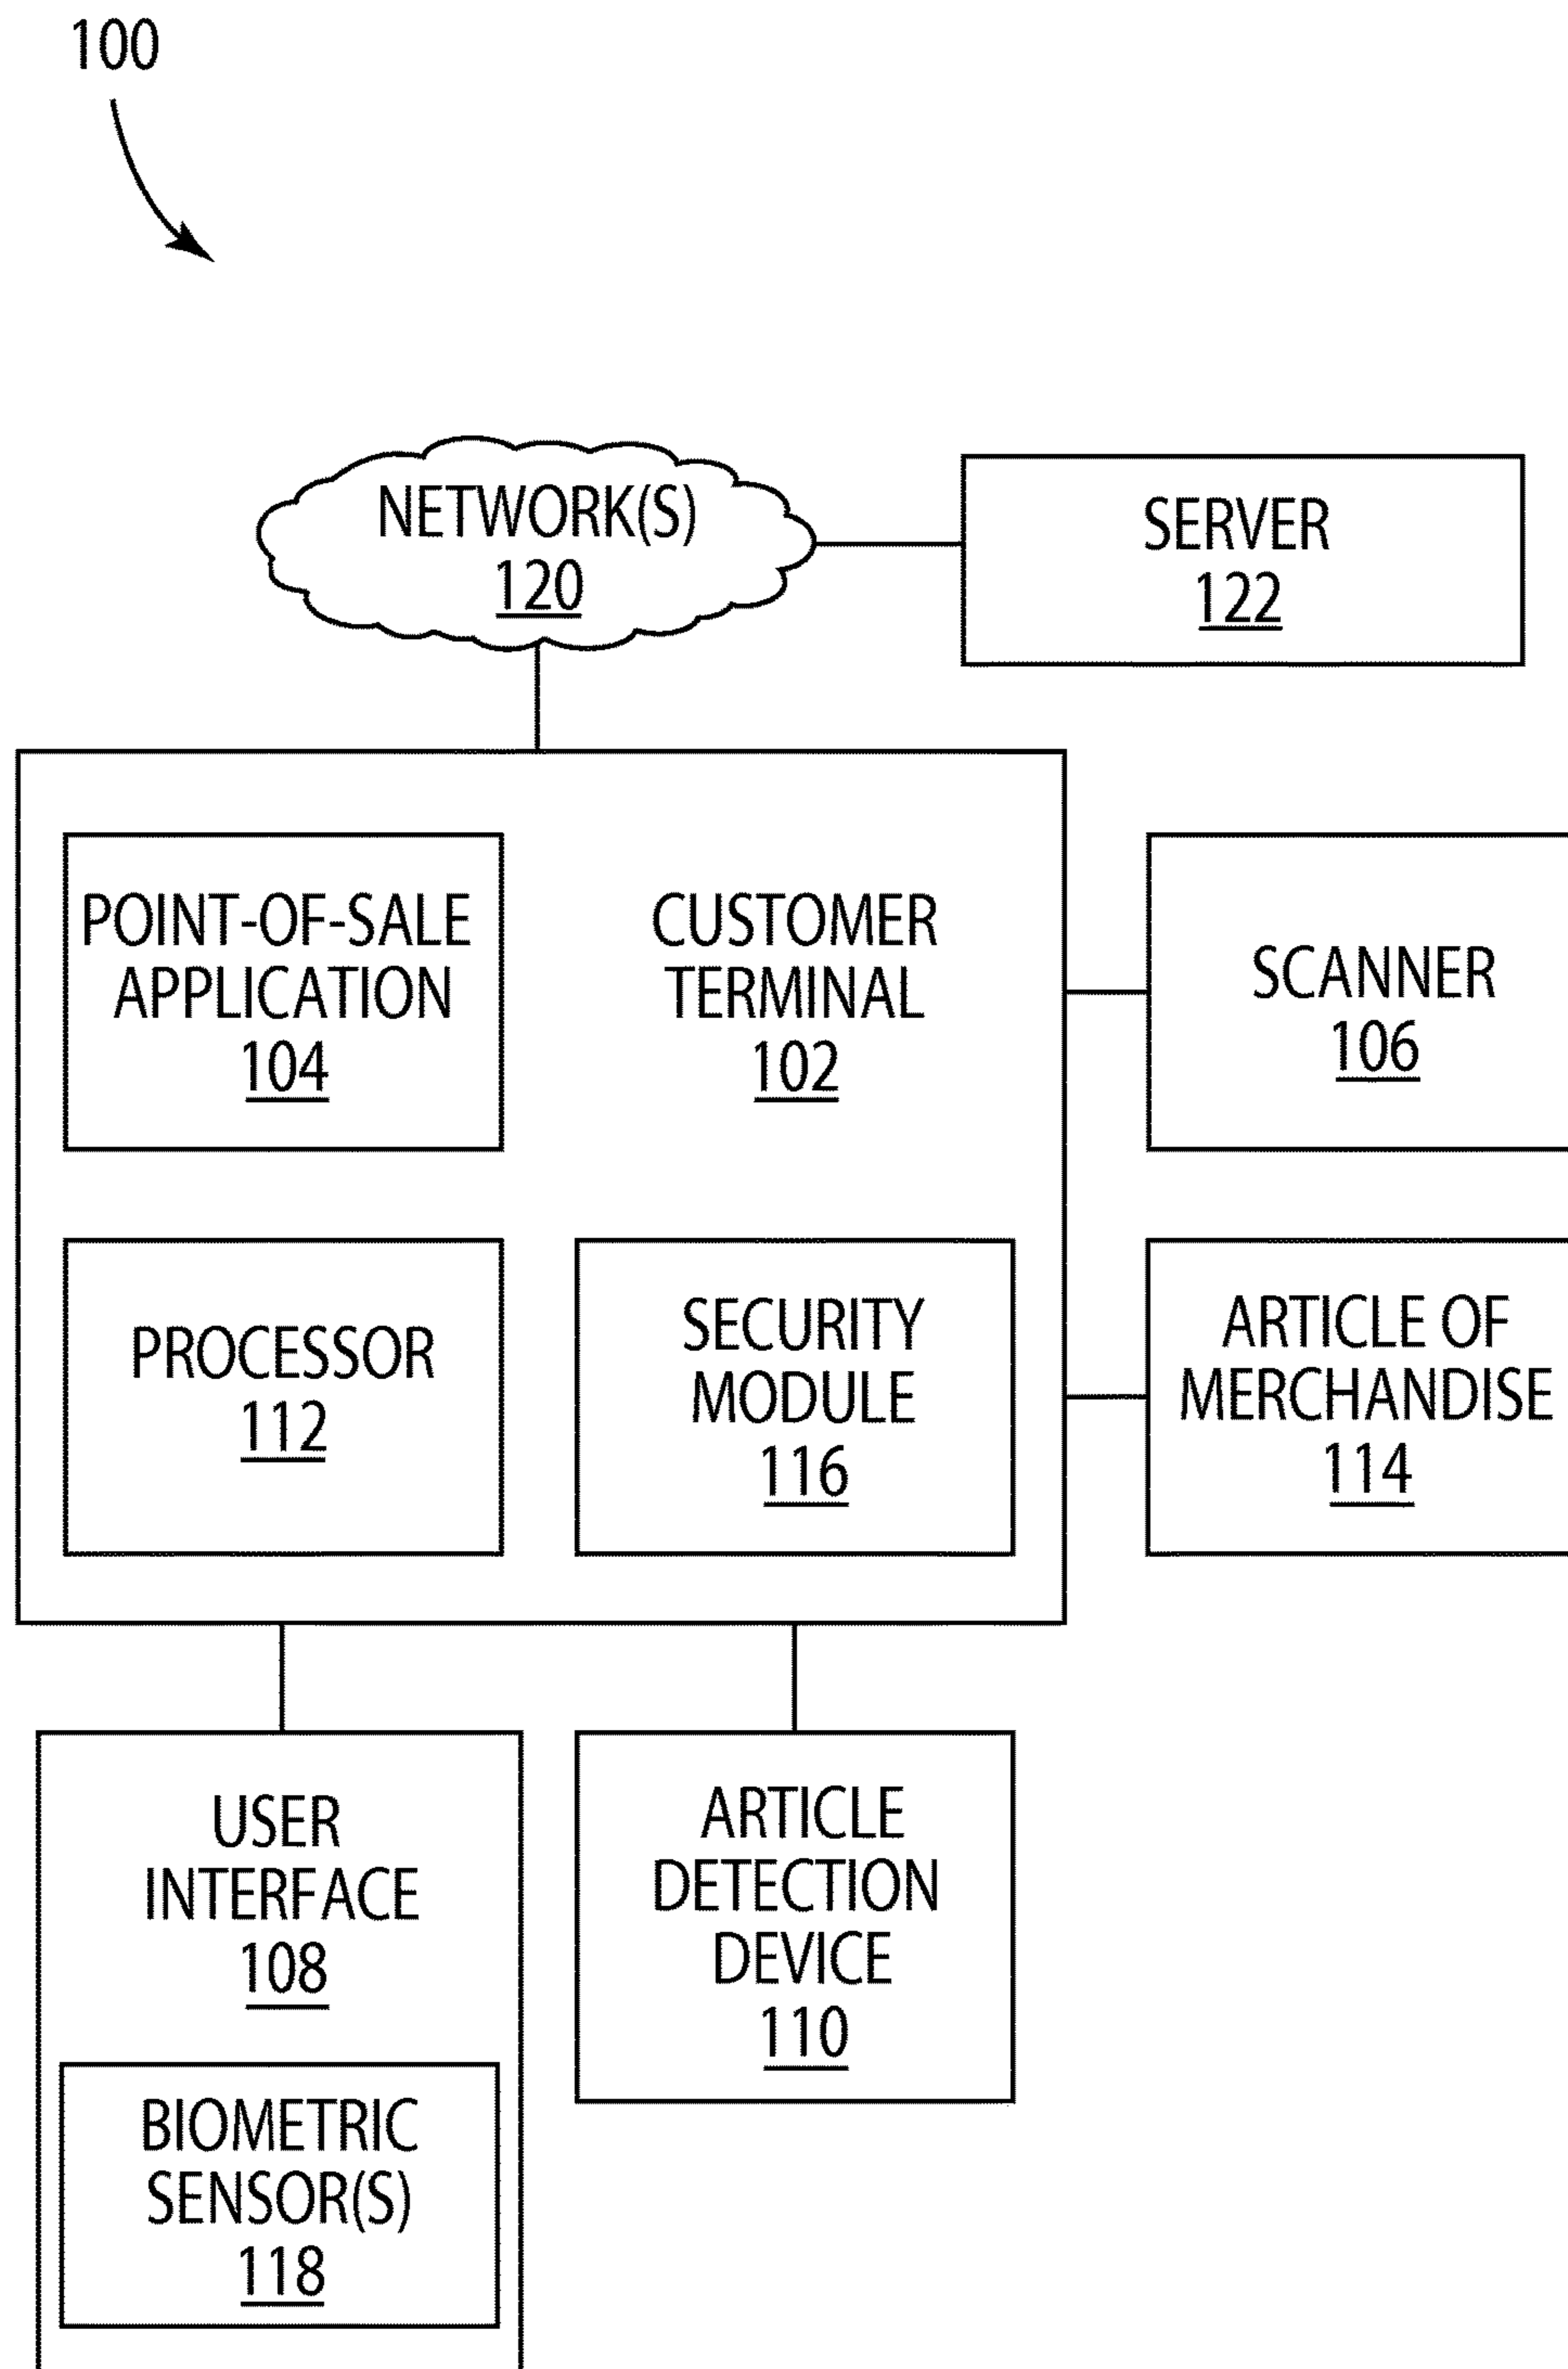 100
NETWORK(S)
120
SERVER
122
POINT-OF-SALE
APPLICATION
104
CUSTOMER
TERMINAL
102
SCANNER
106
PROCESSOR
112
SECURITY
MODULE
116
ARTICLE OF
MERCHANDISE
114
USER
INTERFACE
108
ARTICLE
DETECTION
DEVICE
110
BIOMETRIC
SENSOR(S)
118